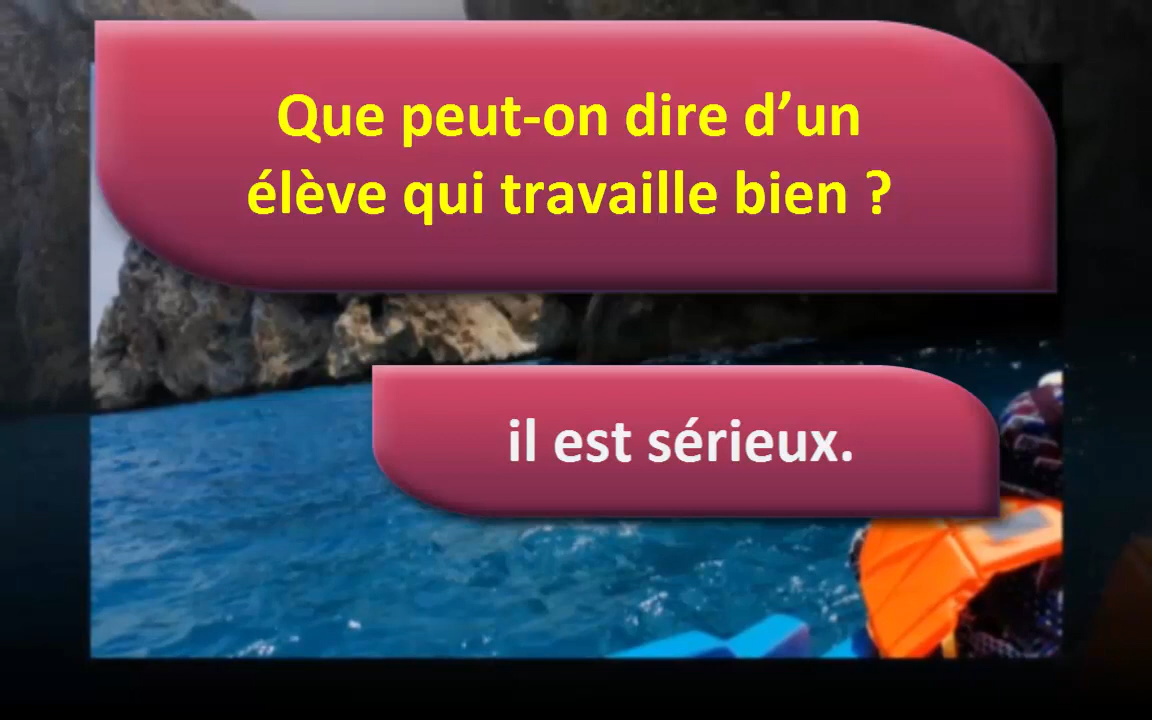 Que peut-on dire d’un
élève qui travaille bien ?
il est sérieux.